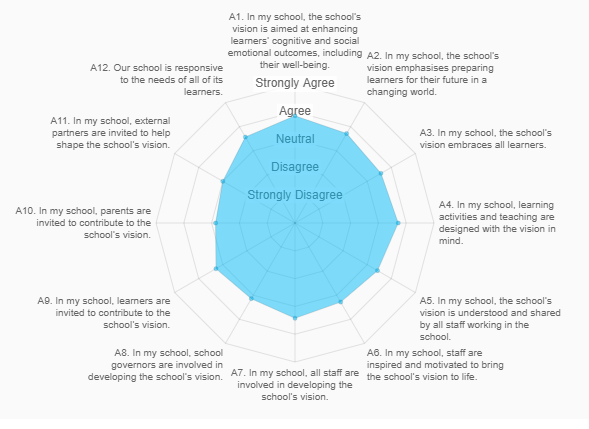 A1. In my school, the school's
vision is aimed at enhancing
learners' cognitive and social
emotional outcomes, including
their well-being.
A2. In my school, the school's
vision emphasises preparing
learners for their future in a
changing world.
A3. In my school, the school's
vision embraces all learners.
A4. In my school, learning
activities and teaching are
designed with the vision in
mind.
A5. In my school, the school's
vision is understood and shared
by all staff working in the
school.
A6. In my school, staff are
inspired and motivated to bring
the school's vision to life.
A7. In my school, all staff are
involved in developing the
school's vision.
A8. In my school, school
governors are involved in
developing the school's vision.
A9. In my school, learners are
invited to contribute to the
school's vision.
A10. In my school, parents are
invited to contribute to the
school's vision.
A11. In my school, external
partners are invited to help
shape the school's vision.
A12. Our school is responsive
to the needs of all of its
learners.
Strongly Agree
Agree
Neutral
Disagree
Strongly Disagree